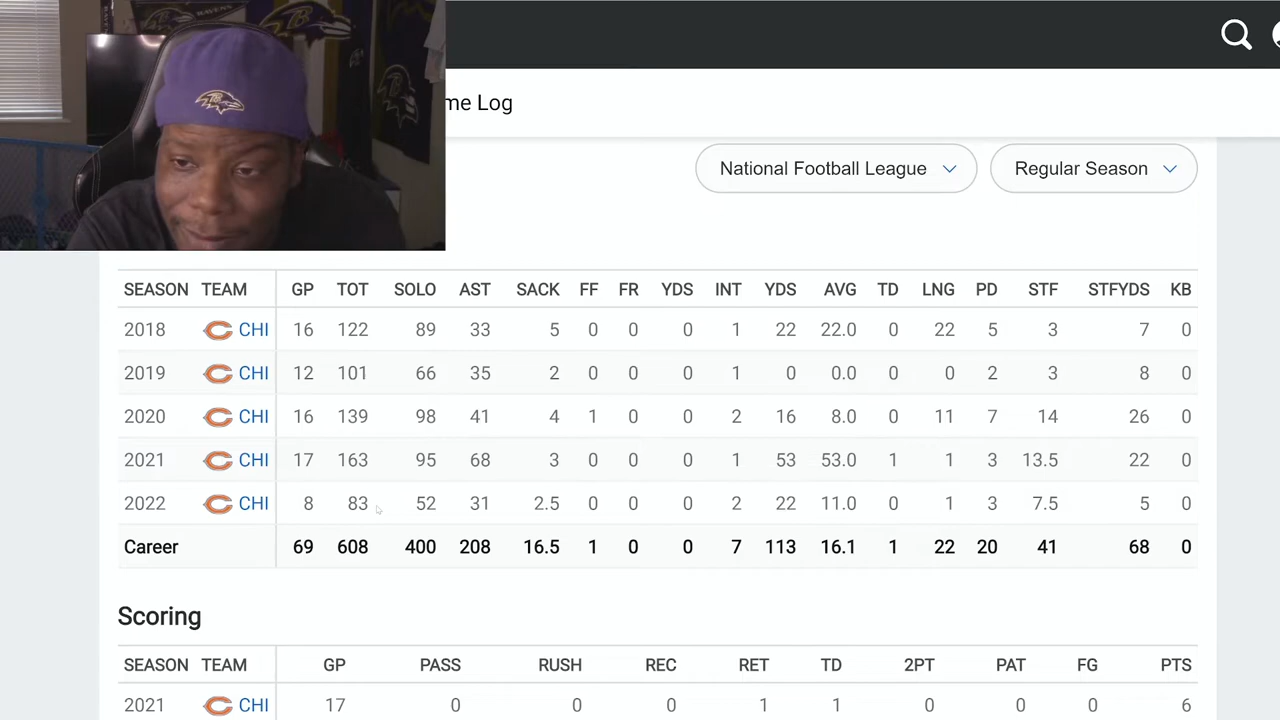 me Log
National Football League Regular Season
SEASON TEAM GP TOT SOLO AST SACK FF FR YDS INT YDS AVG TD LNG PD STF STFYDS KB
2018 CHI 16 122 89 33 5 0 0 0 1 22 22.0 0 22 5 3 7 0
2019 CHI 12 101 66 35 2 0 0 0 1 0 0.0 0 0 2 3 8 0
2020 CHI 16 139 98 41 4 1 0 0 2 16 8.0 0 11 7 14 26 0
2021 CHI 17 163 95 68 3 0 0 0 1 53 53.0 1 1 3 13.5 22 0
2022 CHI 8 83 52 31 2.5 0 0 0 2 22 11.0 0 1 3 7.5 5 0
Career 69 608 400 208 16.5 1 0 0 7 113 16.1 1 22 20 41 68 0
Scoring
SEASON TEAM GP PASS RUSH REC RET TD 2PT PAT FG PTS
2021 CHI 17 0 0 0 1 1 0 0 0 6